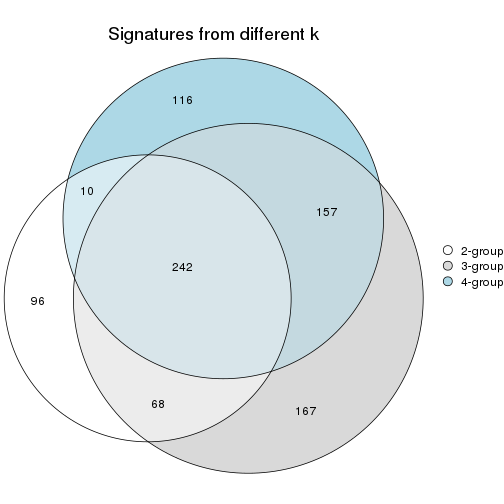 Signatures from different k
116
10
157
242
96
68
167
2-group
3-group
4-group